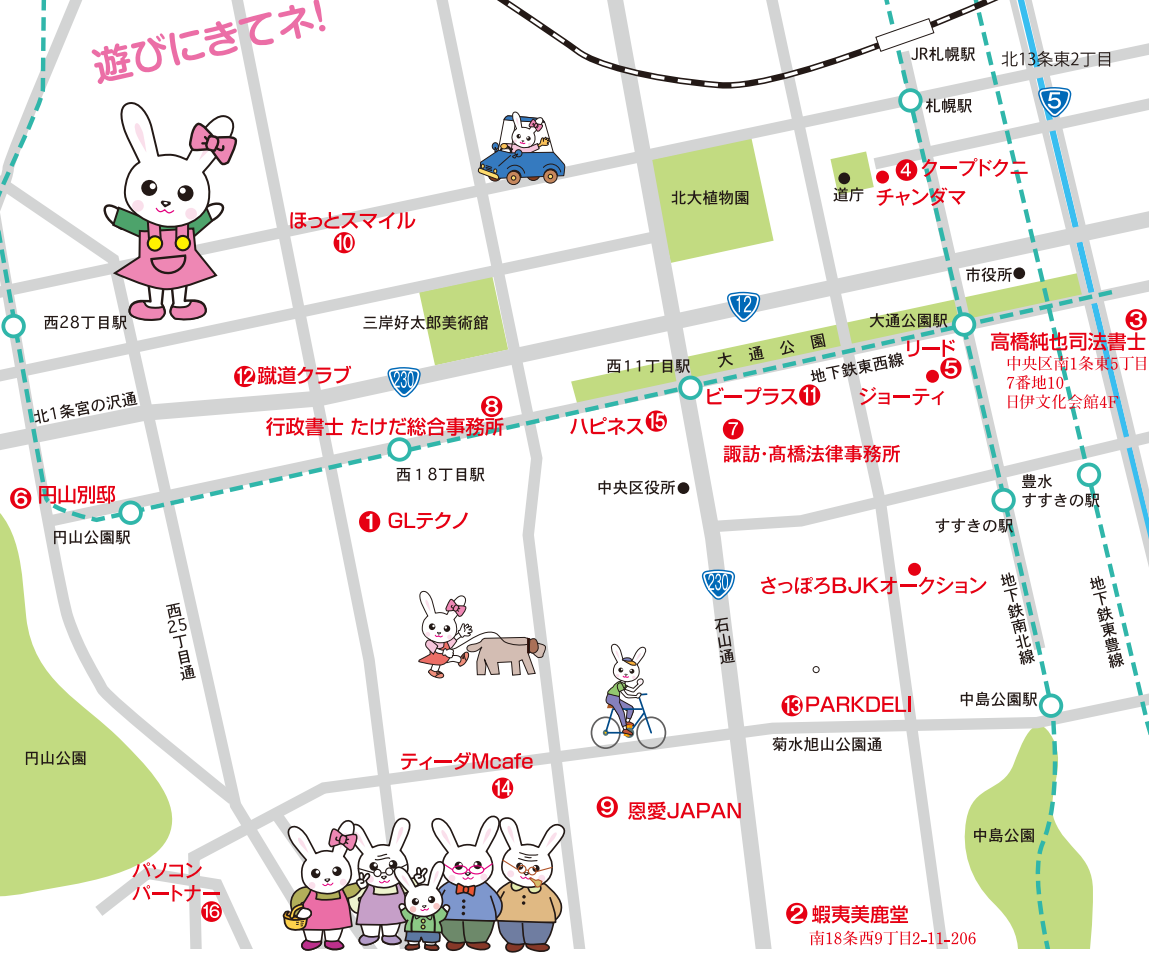 遊びにきてネ!
JR札幌駅
北13条東2丁目
5
札幌駅
❹クープドクニ
道庁
チャンダマ
北大植物園
ほっとスマイル
⑩
市役所
12
西28丁目駅
三岸好太郎美術館
大通公園駅
大通公園
❸
高橋純也司法書士
中央区南1条東5丁目
7番地10
日伊文化会館4F
リード
❺
地下鉄東西線
西11丁目駅
⑫蹴道クラブ
230
北1条宮の沢通
ビープラス⑪
ジョーティ
❽
行政書士 たけだ総合事務所
ハピネス⑮
❼
諏訪・髙橋法律事務所
西18丁目駅
中央区役所
豊水
すすきの駅
❻円山別邸
円山公園駅
❶ GLテクノ
すすきの駅
さっぽろBJKオークション
230
石山通
西25丁目通
地下鉄南北線
地下鉄東豊線
⑬PARKDELI
中島公園駅
菊水旭山公園通
円山公園
ティーダMcafe
⑭
❾ 恩愛JAPAN
中島公園
パソコン
パートナー
⑯
❷蝦夷美鹿堂
南18条西9丁目2-11-206